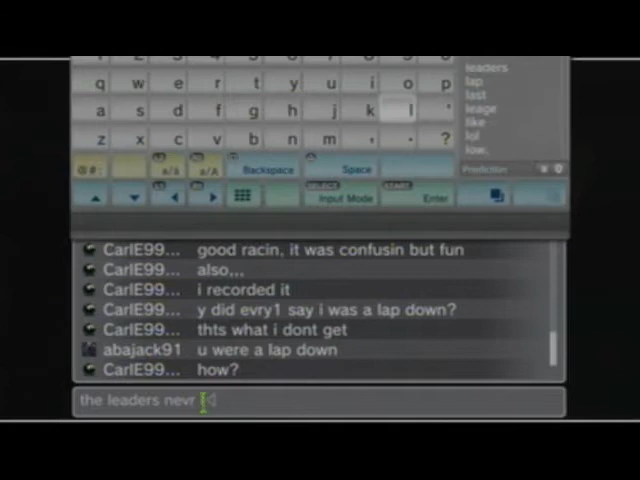 q w e r t y u i o p
leaders
lap
a s d f g h j k l '
last
leage
like
z x c v b n m , . ?
lol
low.
@#: a/à a/A Backspace Space
Prediction
SELECT Input Mode START Enter
CarlE99... good racin, it was confusin but fun
CarlE99... also,,,
CarlE99... i recorded it
CarlE99... y did evry1 say i was a lap down?
CarlE99... thts what i dont get
abajack91 u were a lap down
CarlE99... how?
the leaders nevr